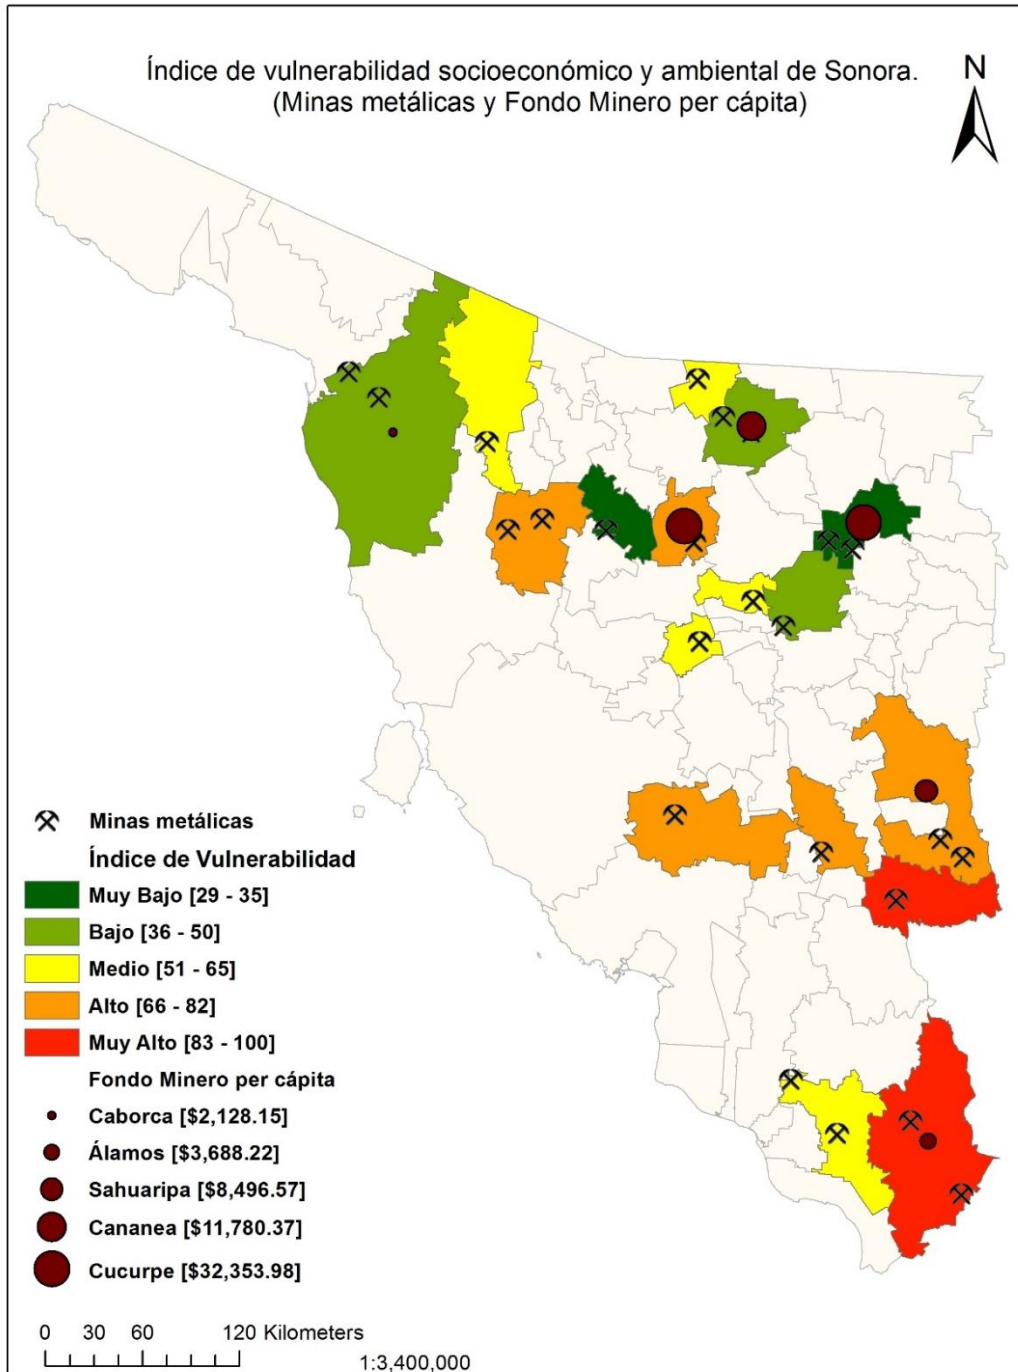 Índice de vulnerabilidad socioeconómico y ambiental de Sonora.
(Minas metálicas y Fondo Minero per cápita)
N
Minas metálicas
Índice de Vulnerabilidad
Muy Bajo [29 - 35]
Bajo [36 - 50]
Medio [51 - 65]
Alto [66 - 82]
Muy Alto [83 - 100]
Fondo Minero per cápita
Caborca [$2,128.15]
Álamos [$3,688.22]
Sahuaripa [$8,496.57]
Cananea [$11,780.37]
Cucurpe [$32,353.98]
0 30 60 120 Kilometers
1:3,400,000